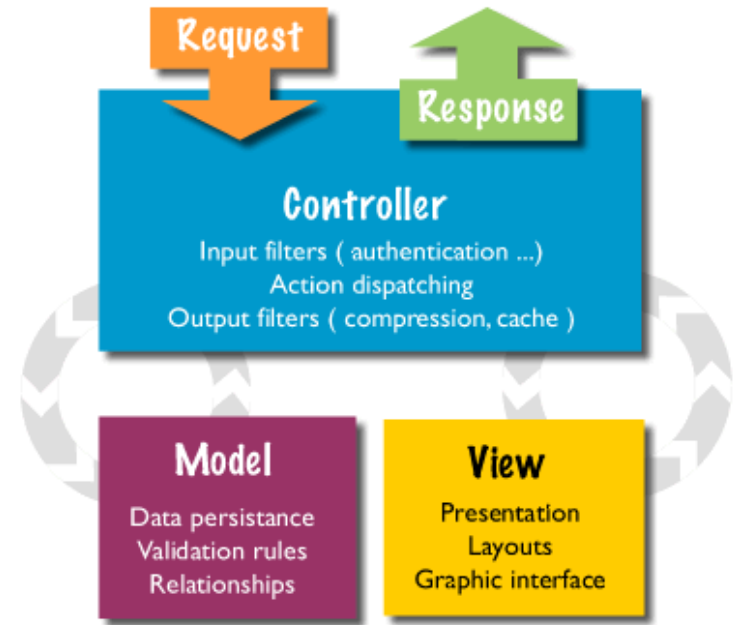 Request
Response
Controller
Input filters ( authentication ...)
Action dispatching
Output filters ( compression, cache )
Model
Data persistance
Validation rules
Relationships
View
Presentation
Layouts
Graphic interface